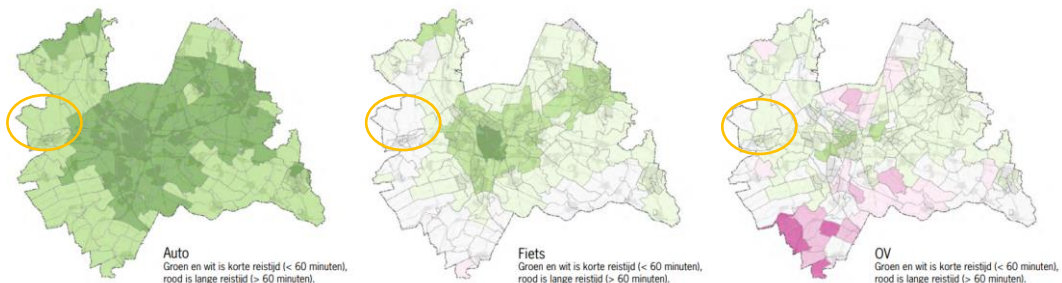 Auto
Groen en wit is korte reistijd (< 60 minuten),
rood is lange reistijd (> 60 minuten).
Fiets
Groen en wit is korte reistijd (< 60 minuten),
rood is lange reistijd (> 60 minuten).
OV
Groen en wit is korte reistijd (< 60 minuten),
rood is lange reistijd (> 60 minuten).